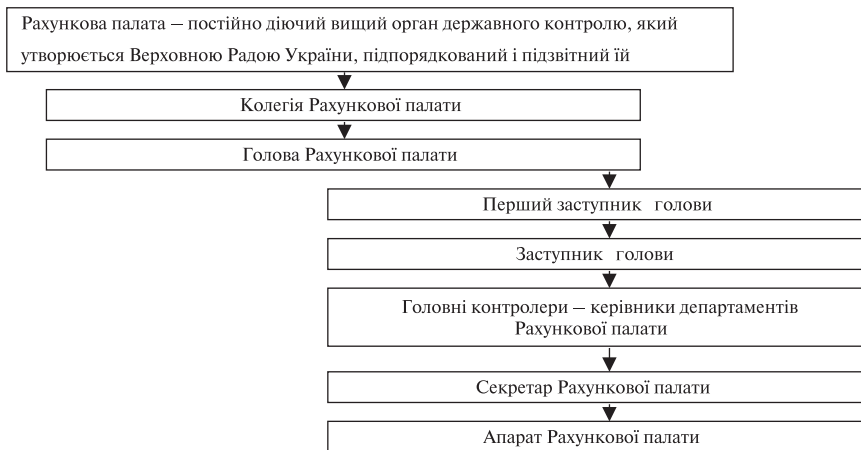 Рахункова палата – постійно діючий вищий орган державного контролю, який
утворюється Верховною Радою України, підпорядкований і підзвітний їй
Колегія Рахункової палати
Голова Рахункової палати
Перший заступник голови
Заступник голови
Головні контролери – керівники департаментів
Рахункової палати
Секретар Рахункової палати
Апарат Рахункової палати